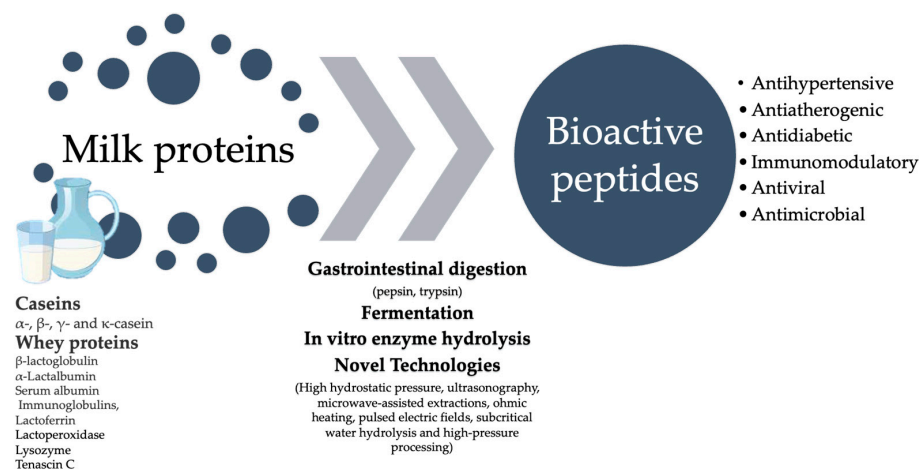 Milk proteins
Caseins
α-, β-, γ- and κ-casein
Whey proteins
β-lactoglobulin
α-Lactalbumin
Serum albumin
Immunoglobulins,
Lactoferrin
Lactoperoxidase
Lysozyme
Tenascin C
Gastrointestinal digestion
(pepsin, trypsin)
Fermentation
In vitro enzyme hydrolysis
Novel Technologies
(High hydrostatic pressure, ultrasonography,
microwave-assisted extractions, ohmic
heating, pulsed electric fields, subcritical
water hydrolysis and high-pressure
processing)
Bioactive
peptides
• Antihypertensive
• Antiatherogenic
• Antidiabetic
• Immunomodulatory
• Antiviral
• Antimicrobial